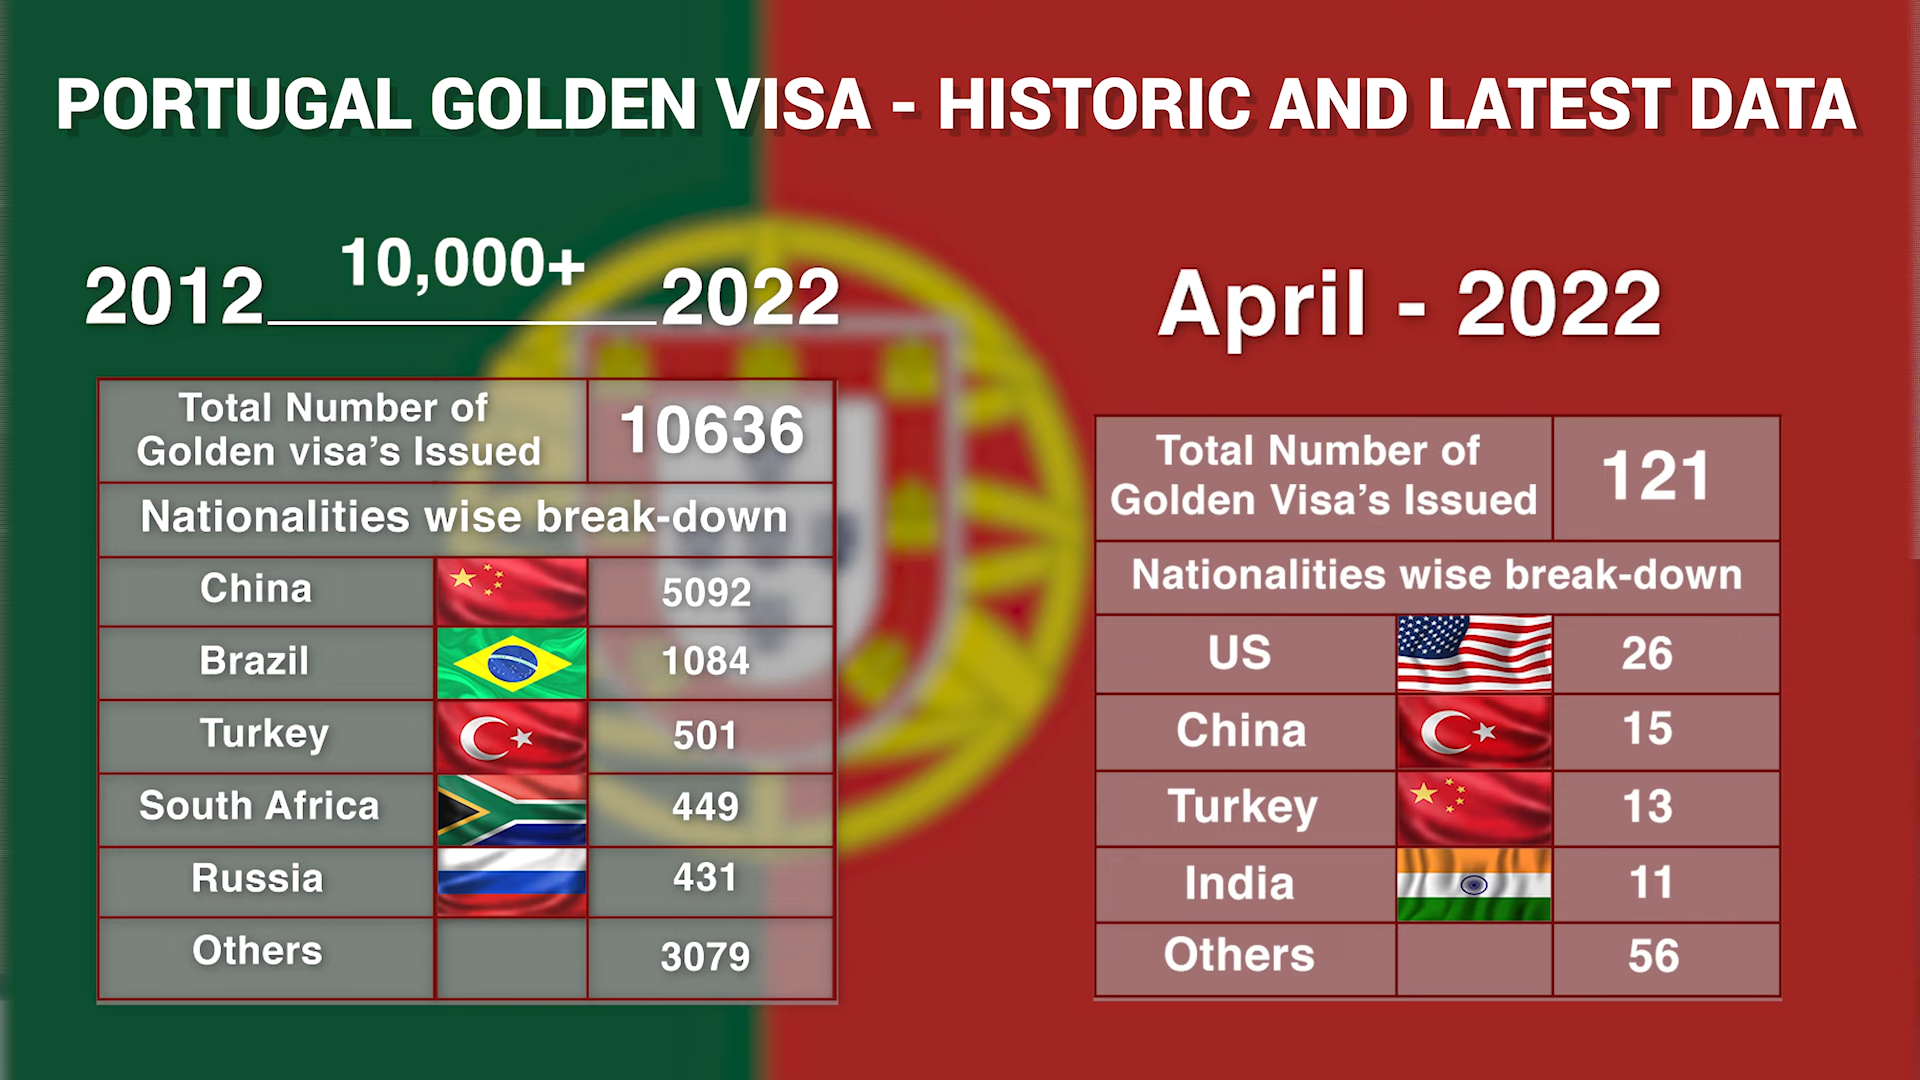 PORTUGAL GOLDEN VISA - HISTORIC AND LATEST DATA
2012 10,000+ 2022
Total Number of
Golden visa's Issued 10636
Nationalities wise break-down
China 5092
Brazil 1084
Turkey 501
South Africa 449
Russia 431
Others 3079
April - 2022
Total Number of
Golden Visa's Issued 121
Nationalities wise break-down
US 26
China 15
Turkey 13
India 11
Others 56